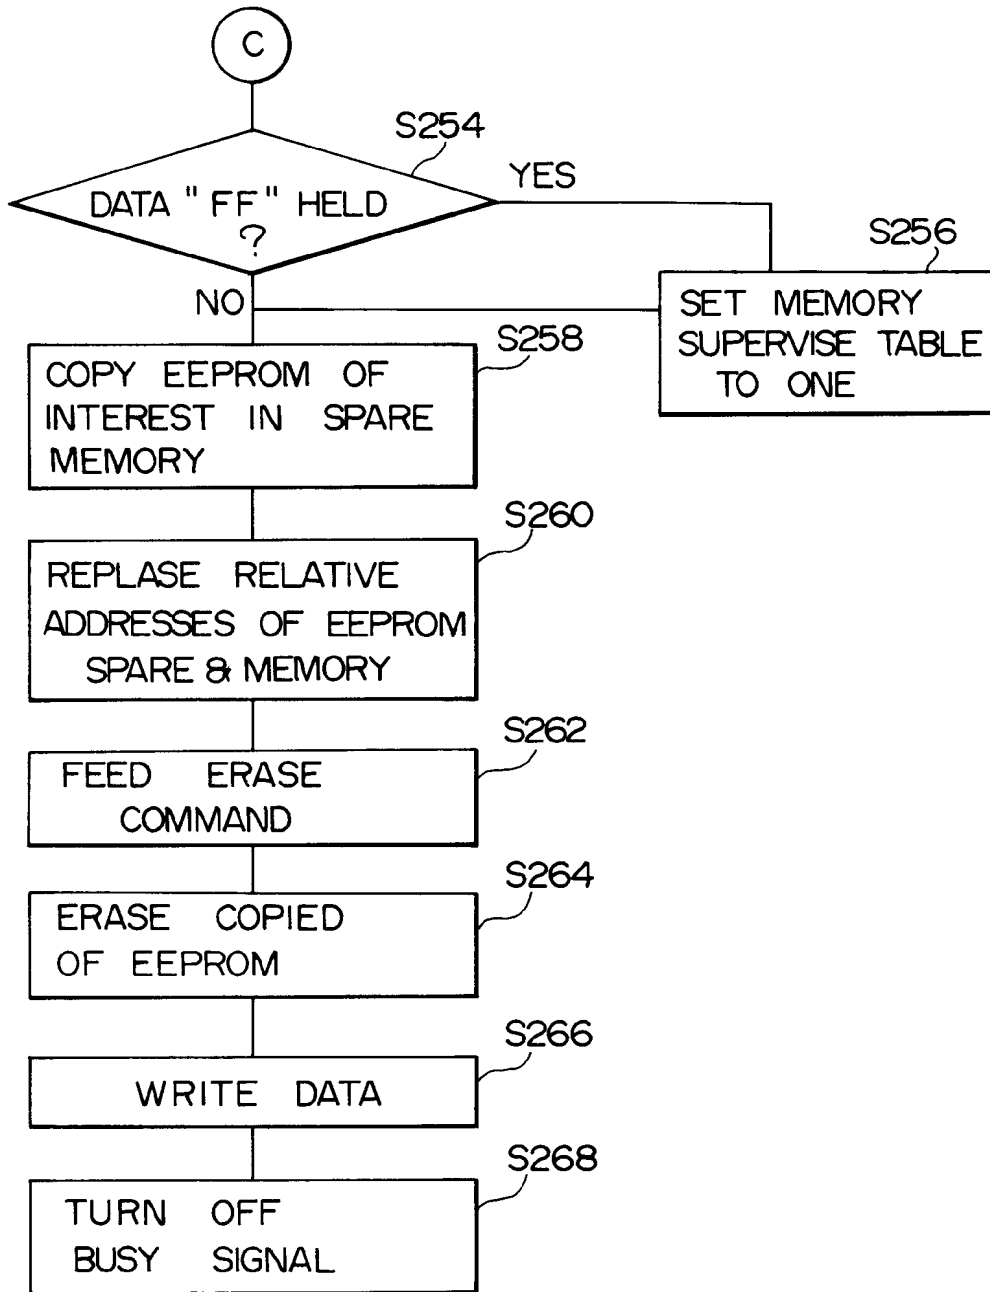 C
S254
DATA "FF" HELD
?
YES
NO
S256
SET MEMORY
SUPERVISE TABLE
TO ONE
S258
COPY EEPROM OF
INTEREST IN SPARE
MEMORY
S260
REPLASE RELATIVE
ADDRESSES OF EEPROM
SPARE & MEMORY
S262
FEED ERASE
COMMAND
S264
ERASE COPIED
OF EEPROM
S266
WRITE DATA
S268
TURN OFF
BUSY SIGNAL